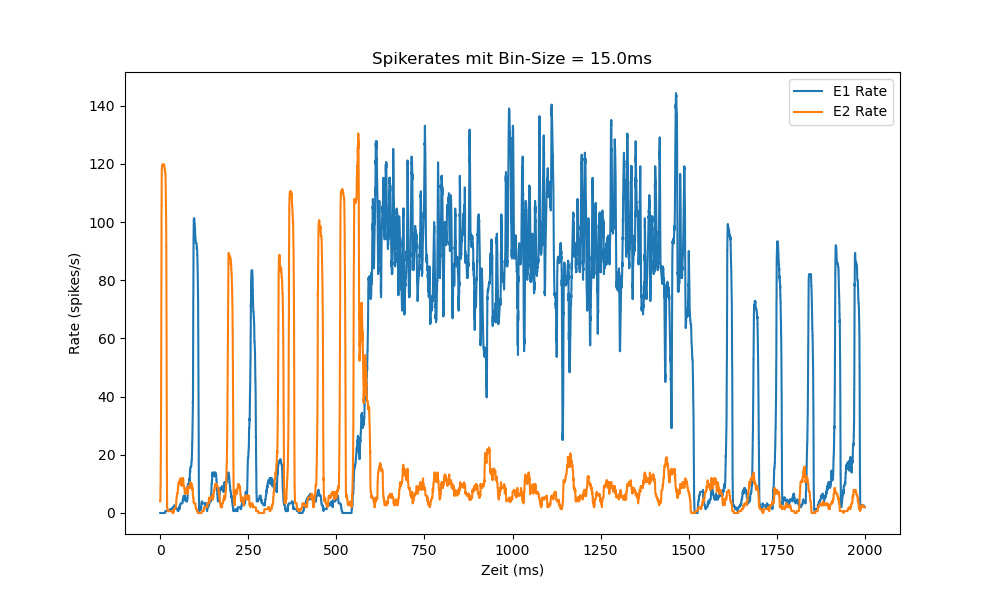 Spikerates mit Bin-Size = 15.0ms
E1 Rate
E2 Rate
140
120
100
80
60
40
20
0
Rate (spikes/s)
0 250 500 750 1000 1250 1500 1750 2000
Zeit (ms)